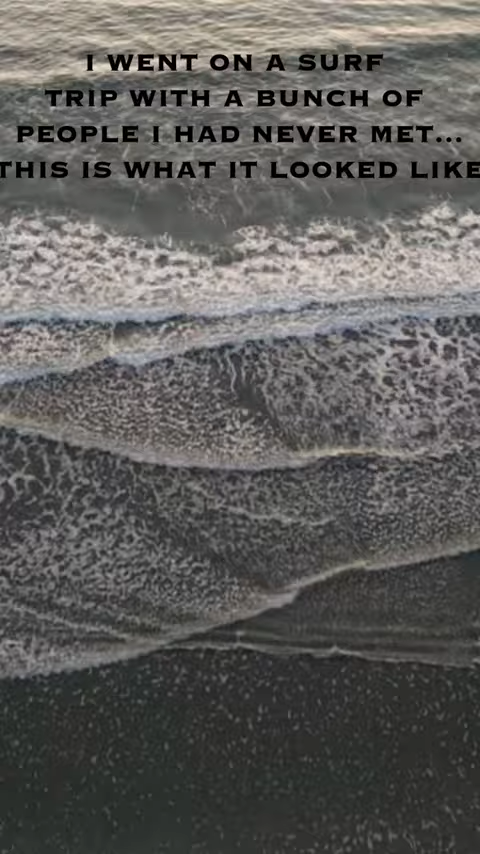 I WENT ON A SURF
TRIP WITH A BUNCH OF
PEOPLE I HAD NEVER MET...
THIS IS WHAT IT LOOKED LIKE